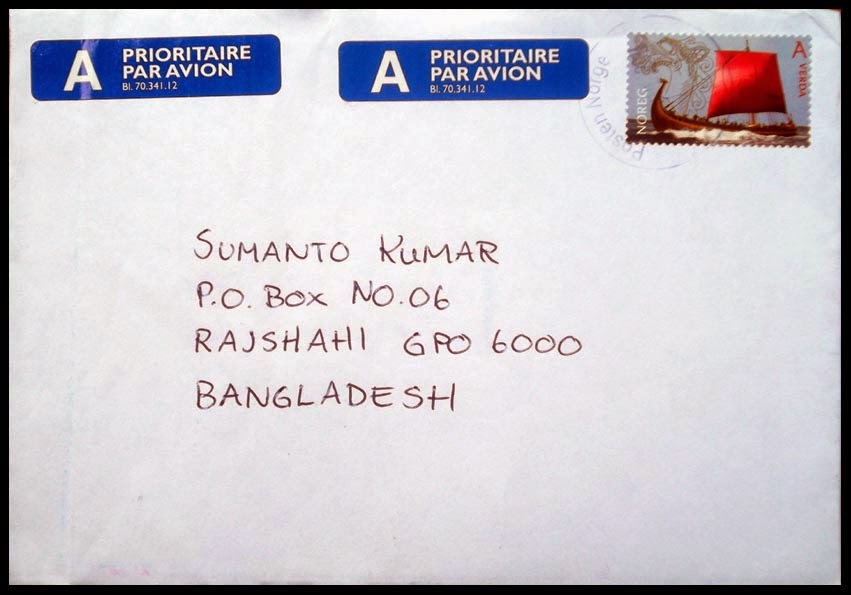 A PRIORITAIRE
PAR AVION
Bl. 70.341.12
A PRIORITAIRE
PAR AVION
Bl. 70.341.12
Posten Norge
NOREG
A
VERDA
SUMANTO KUMAR
P.O. BOX NO.06
RAJSHAHI GPO 6000
BANGLADESH